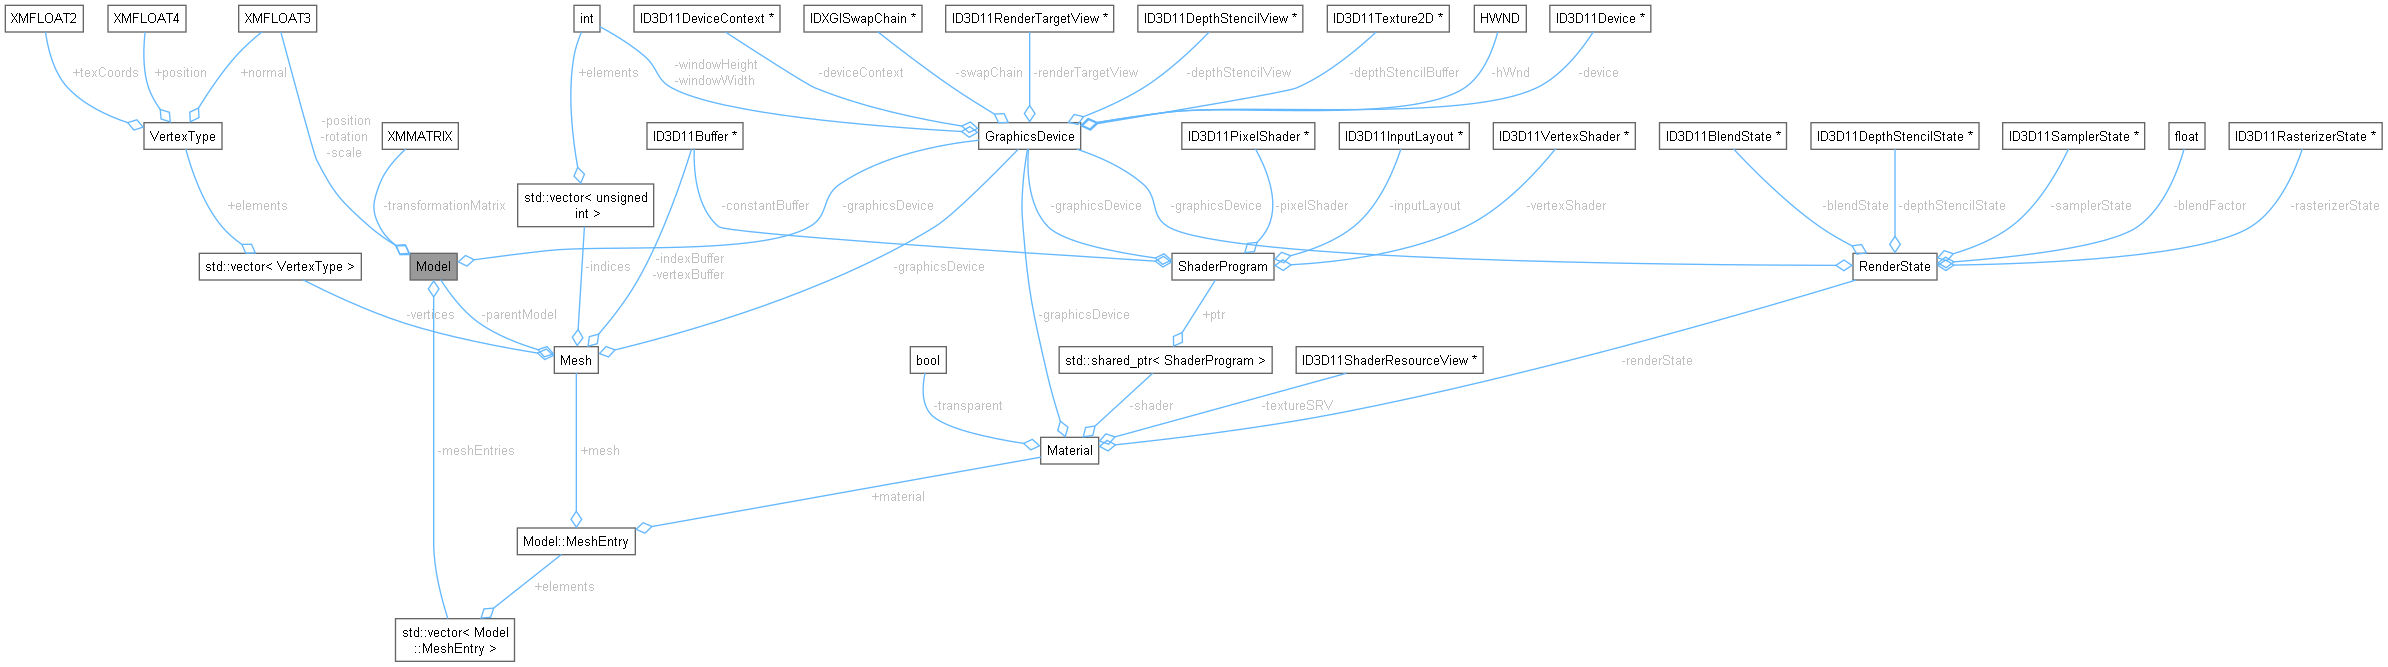 XMFLOAT2
XMFLOAT4
XMFLOAT3
int
ID3D11DeviceContext *
IDXGISwapChain *
ID3D11RenderTargetView *
ID3D11DepthStencilView *
ID3D11Texture2D *
HWND
ID3D11Device *
+texCoords
+position
+normal
+elements
-windowHeight
-windowWidth
-deviceContext
-swapChain
-renderTargetView
-depthStencilView
-depthStencilBuffer
-hWnd
-device
-position
-rotation
-scale
VertexType
XMMATRIX
ID3D11Buffer *
GraphicsDevice
ID3D11PixelShader *
ID3D11InputLayout *
ID3D11VertexShader *
ID3D11BlendState *
ID3D11DepthStencilState *
ID3D11SamplerState *
float
ID3D11RasterizerState *
+elements
-transformationMatrix
std::vector< unsigned
int >
-constantBuffer
-graphicsDevice
-graphicsDevice
-graphicsDevice
-pixelShader
-inputLayout
-vertexShader
-blendState
-depthStencilState
-samplerState
-blendFactor
-rasterizerState
std::vector< VertexType >
Model
-indices
-indexBuffer
-vertexBuffer
-graphicsDevice
ShaderProgram
RenderState
-vertices
-parentModel
-graphicsDevice
+ptr
Mesh
bool
std::shared_ptr< ShaderProgram >
ID3D11ShaderResourceView *
-renderState
-transparent
-shader
-textureSRV
-meshEntries
+mesh
Material
+material
Model::MeshEntry
+elements
std::vector< Model
::MeshEntry >